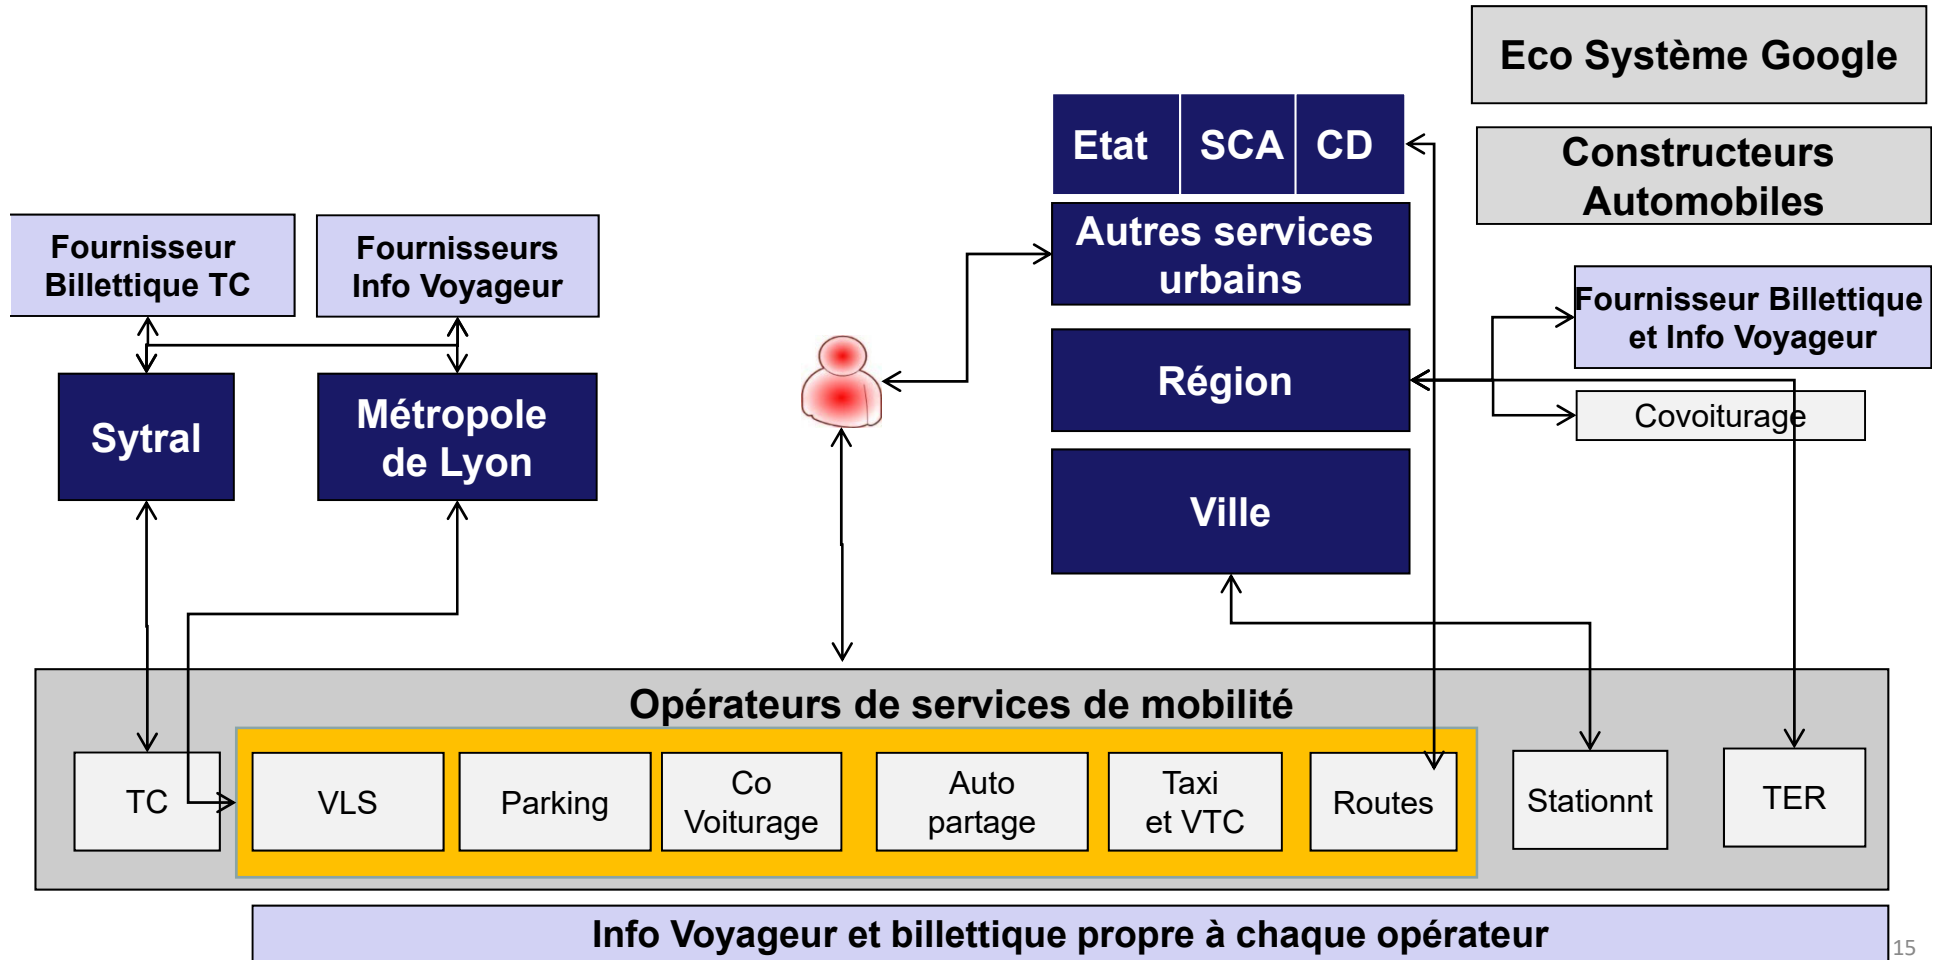 Eco Système Google
Constructeurs
Automobiles
Etat SCA CD
Autres services
urbains
Fournisseur
Billettique TC
Fournisseurs
Info Voyageur
Fournisseur Billettique
et Info Voyageur
Région
Covoiturage
Sytral
Métropole
de Lyon
Ville
Opérateurs de services de mobilité
TC
VLS
Parking
Co
Voiturage
Auto
partage
Taxi
et VTC
Routes
Stationnt
TER
Info Voyageur et billettique propre à chaque opérateur
15